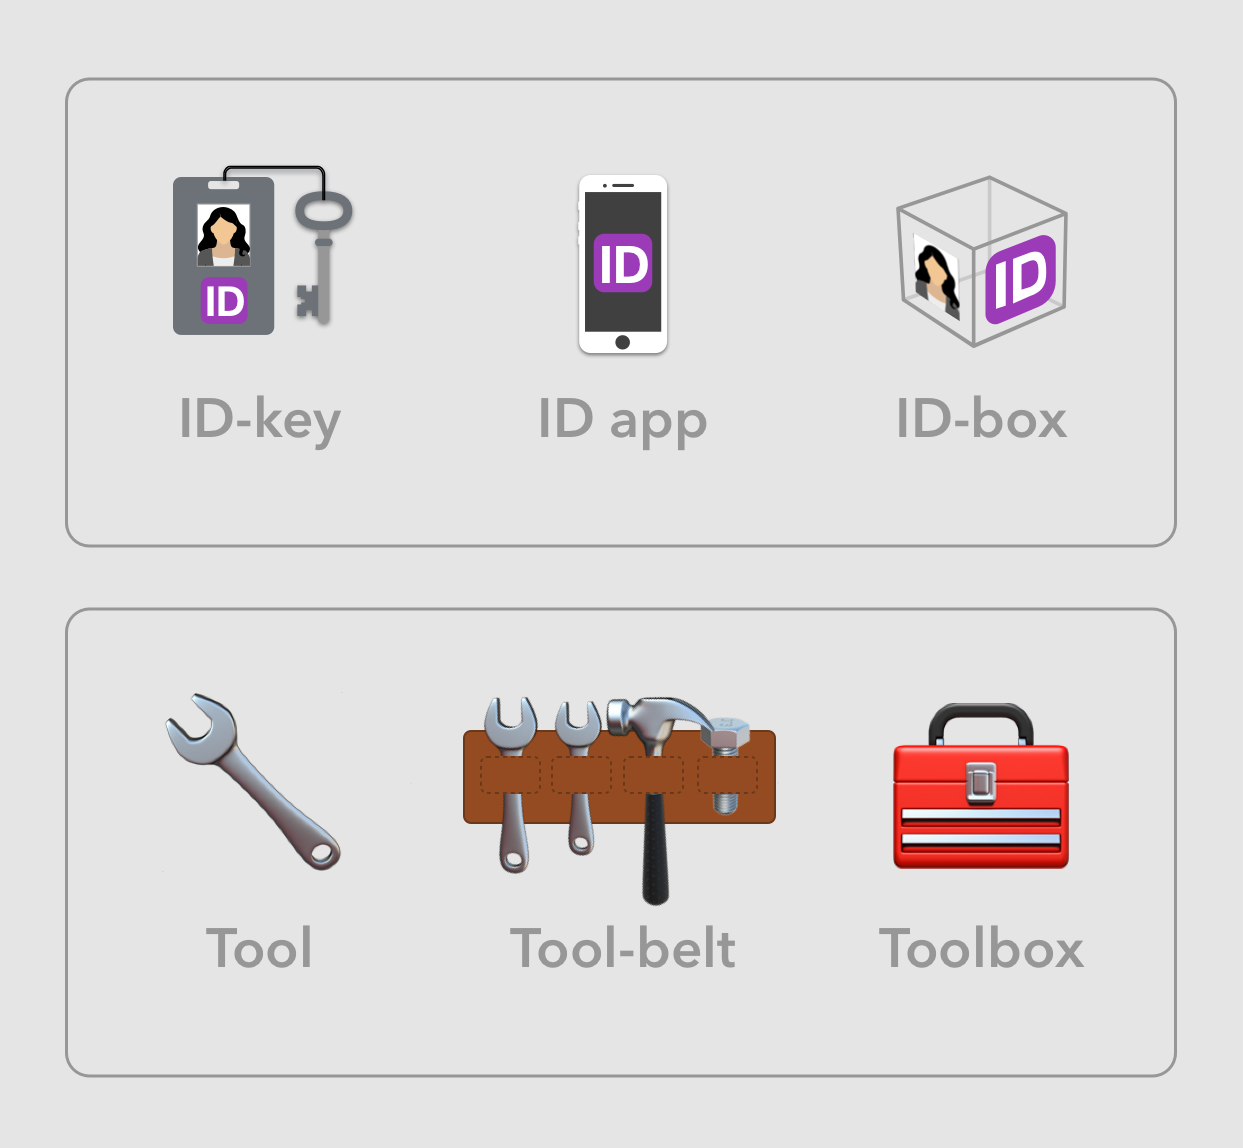 ID
ID
ID
ID-key
ID app
ID-box
Tool
Tool-belt
Toolbox